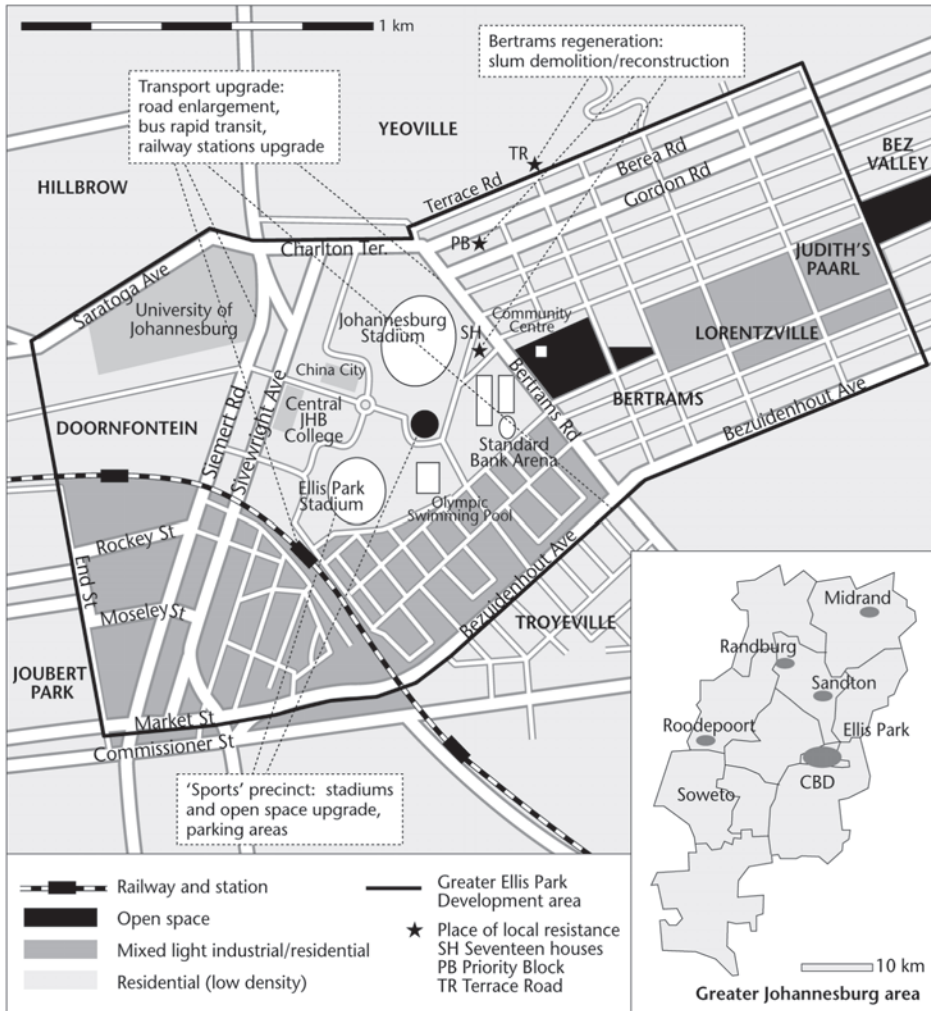 1 km
Bertrams regeneration:
slum demolition/reconstruction
Transport upgrade:
road enlargement,
bus rapid transit,
railway stations upgrade
YEOVILLE
HILLBROW
BEZ
VALLEY
TR
Terrace Rd
Berea Rd
Gordon Rd
PB
Charlton Ter.
JUDITH'S
PAARL
Saratoga Ave
University of
Johannesburg
Johannesburg
Stadium
SH
Community
Centre
LORENTZVILLE
China City
Bertrams Rd
BERTRAMS
Bezuidenhout Ave
Central
JHB
College
DOORNFONTEIN
Siemert Rd
Sivewright Ave
Standard
Bank Arena
Ellis Park
Stadium
Olympic
Swimming Pool
Rockey St
End St
Moseley St
Bezuidenhout Ave
TROYEVILLE
JOUBERT
PARK
Market St
Commissioner St
'Sports' precinct: stadiums
and open space upgrade,
parking areas
Midrand
Randburg
Sandton
Roodepoort
Ellis Park
CBD
Soweto
10 km
Greater Johannesburg area
Railway and station
Open space
Mixed light industrial/residential
Residential (low density)
Greater Ellis Park
Development area
Place of local resistance
SH Seventeen houses
PB Priority Block
TR Terrace Road